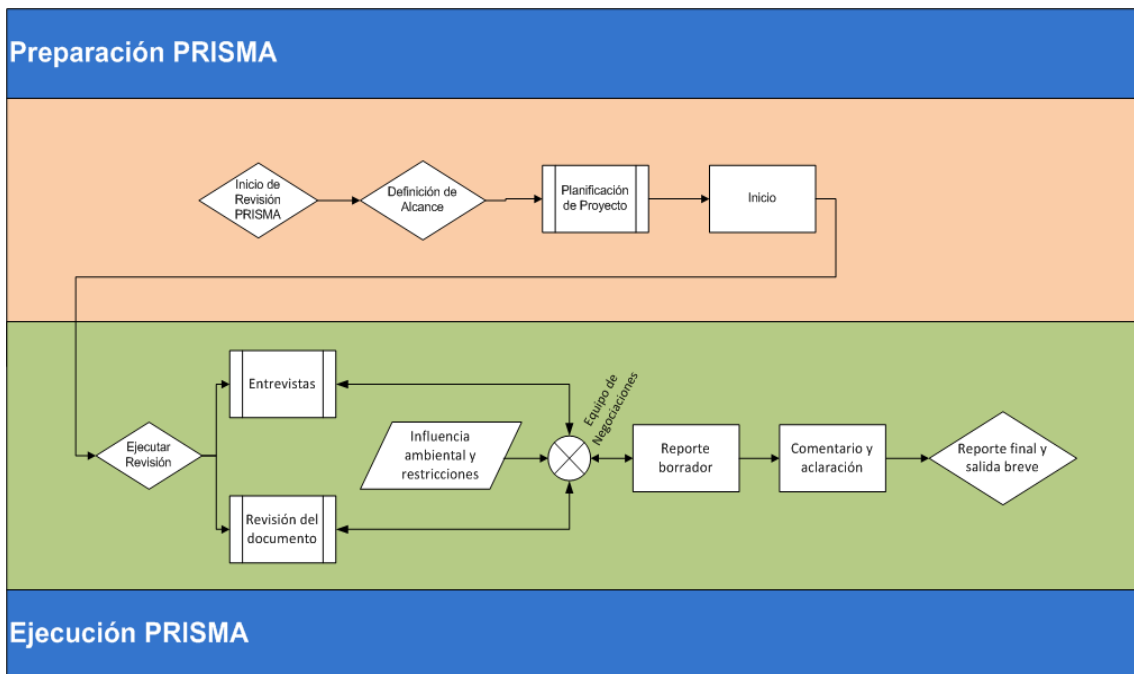 Preparación PRISMA
Inicio de
Revisión
PRISMA
Definición de
Alcance
Planificación
de Proyecto
Inicio
Entrevistas
Equipo de
Negociaciones
Ejecutar
Revisión
Influencia
ambiental y
restricciones
Reporte
borrador
Comentario y
aclaración
Reporte final y
salida breve
Revisión del
documento
Ejecución PRISMA